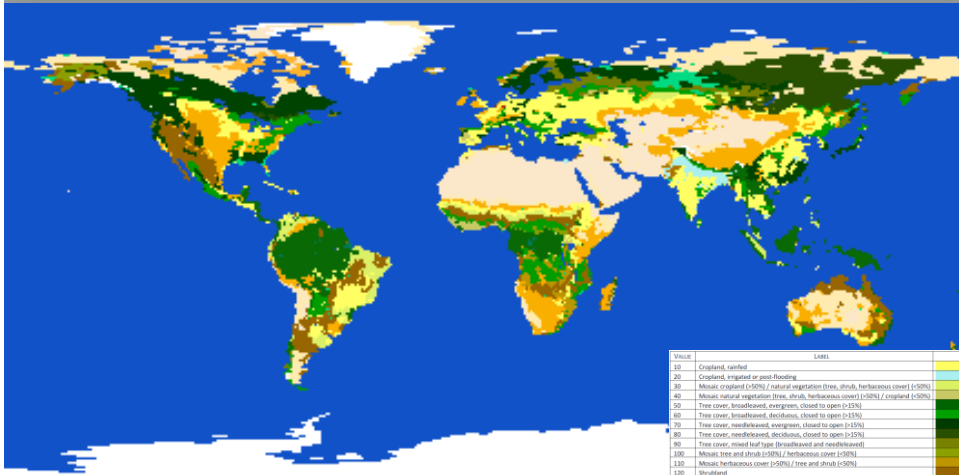 VALUE LABEL
10 Cropland, rainfed
20 Cropland, irrigated or post-flooding
30 Mosaic cropland (>50%) / natural vegetation (tree, shrub, herbaceous cover) (<50%)
40 Mosaic natural vegetation (tree, shrub, herbaceous cover) (>50%) / cropland (<50%)
50 Tree cover, broadleaved, evergreen, closed to open (>15%)
60 Tree cover, broadleaved, deciduous, closed to open (>15%)
70 Tree cover, needleleaved, evergreen, closed to open (>15%)
80 Tree cover, needleleaved, deciduous, closed to open (>15%)
90 Tree cover, mixed leaf type (broadleaved and needleleaved)
100 Mosaic tree and shrub (>50%) / herbaceous cover (<50%)
110 Mosaic herbaceous cover (>50%) / tree and shrub (<50%)
120 Shrubland